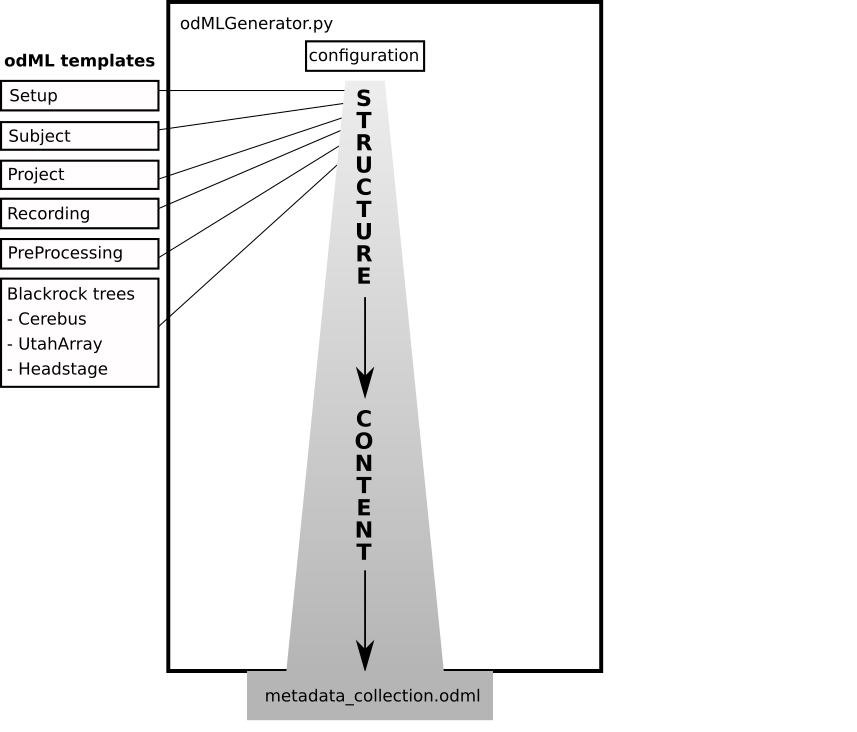 odMLGenerator.py
configuration
odML templates
Setup
Subject
Project
Recording
PreProcessing
Blackrock trees
- Cerebus
- UtahArray
- Headstage
STRUCTURE
CONTENT
metadata_collection.odml